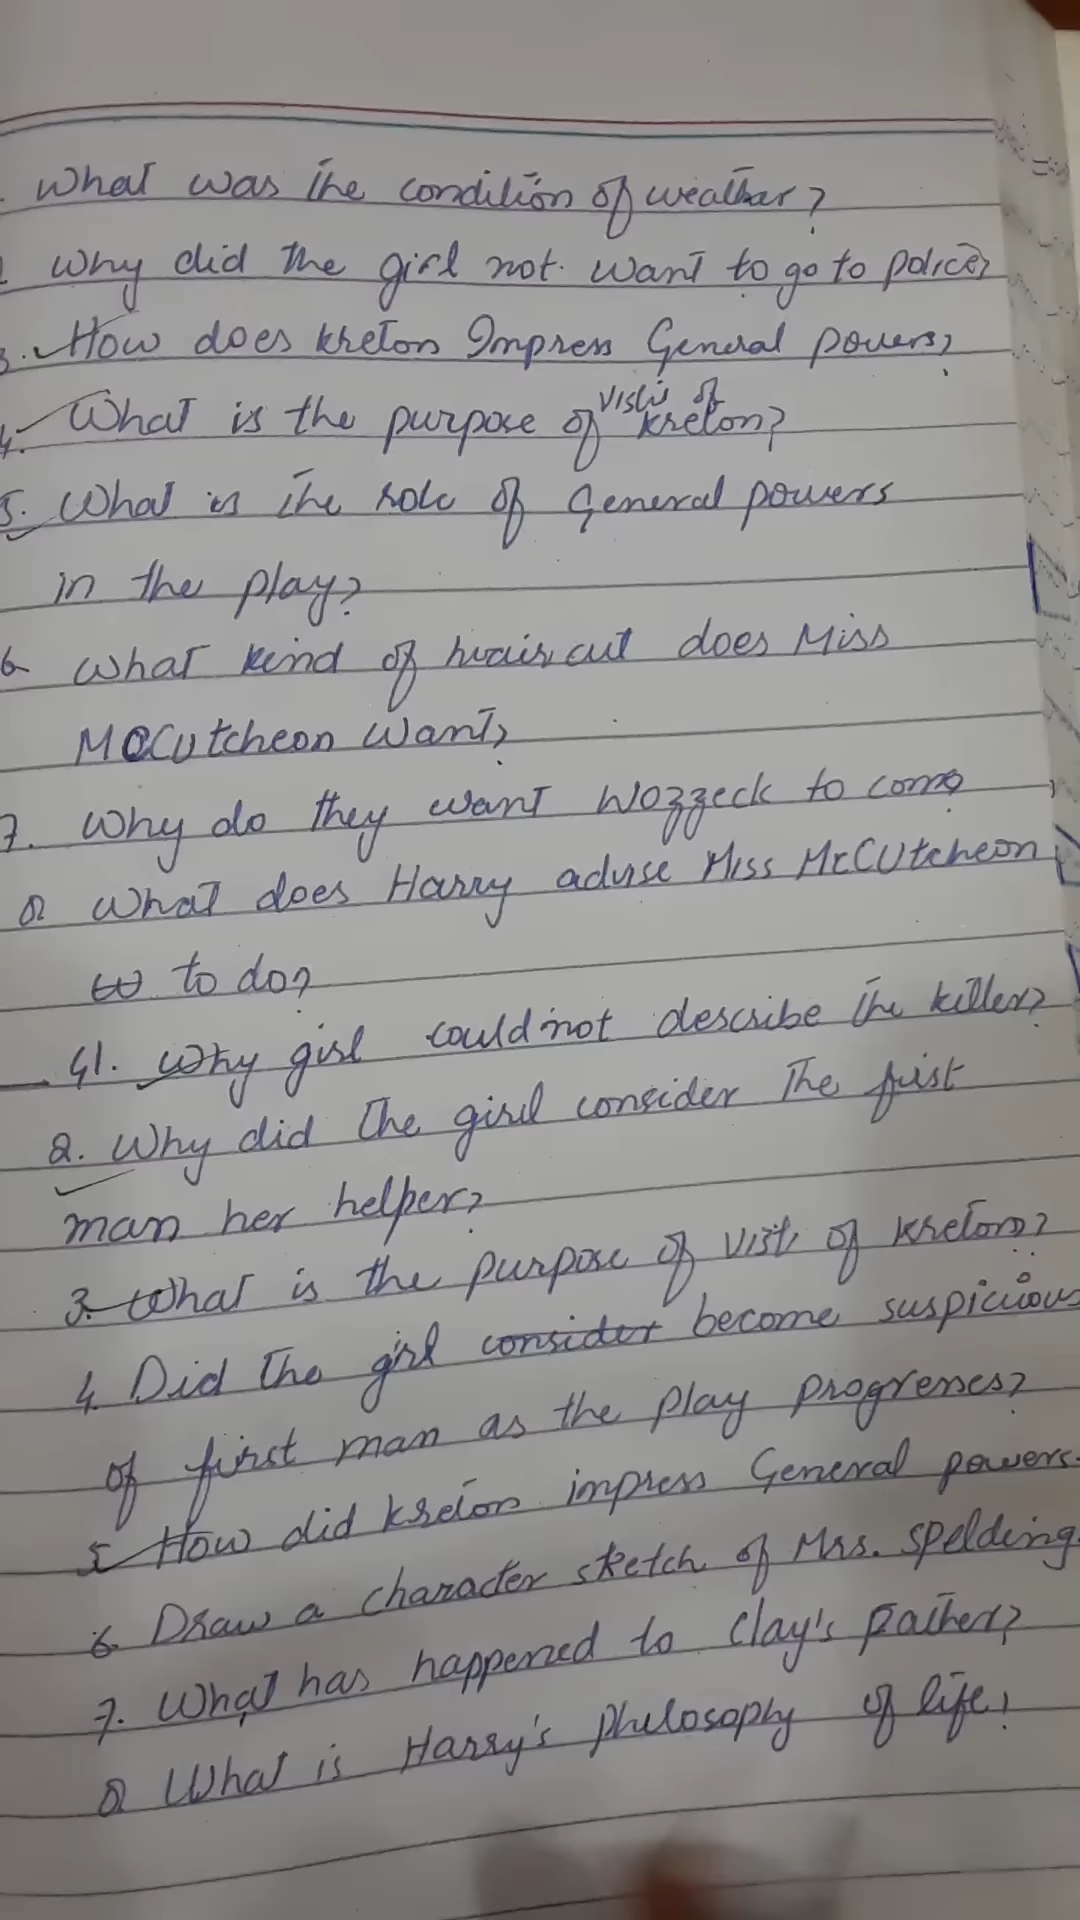 What was the condition of weather?
Why did the girl not want to go to police?
3. How does kreton Impress General powers?
visit of
4. What is the purpose of kreton?
5. What is the role of General powers
in the play?
6 What kind of haircut does Miss
McCutcheon want?
7. Why do they want Wozzeck to come
8 What does Harry advise Miss McCutcheon
to do?
1. Why girl could not describe the killer?
2. Why did the girl consider The first
man her helper?
3. What is the purpose of visit of kreton?
4. Did the girl consider become suspicious
of first man as the play progresses?
5 How did kreton impress General powers.
6 Draw a character sketch of Mrs. spelding.
7. What has happened to Clay's Father?
8 What is Harry's philosophy of life?